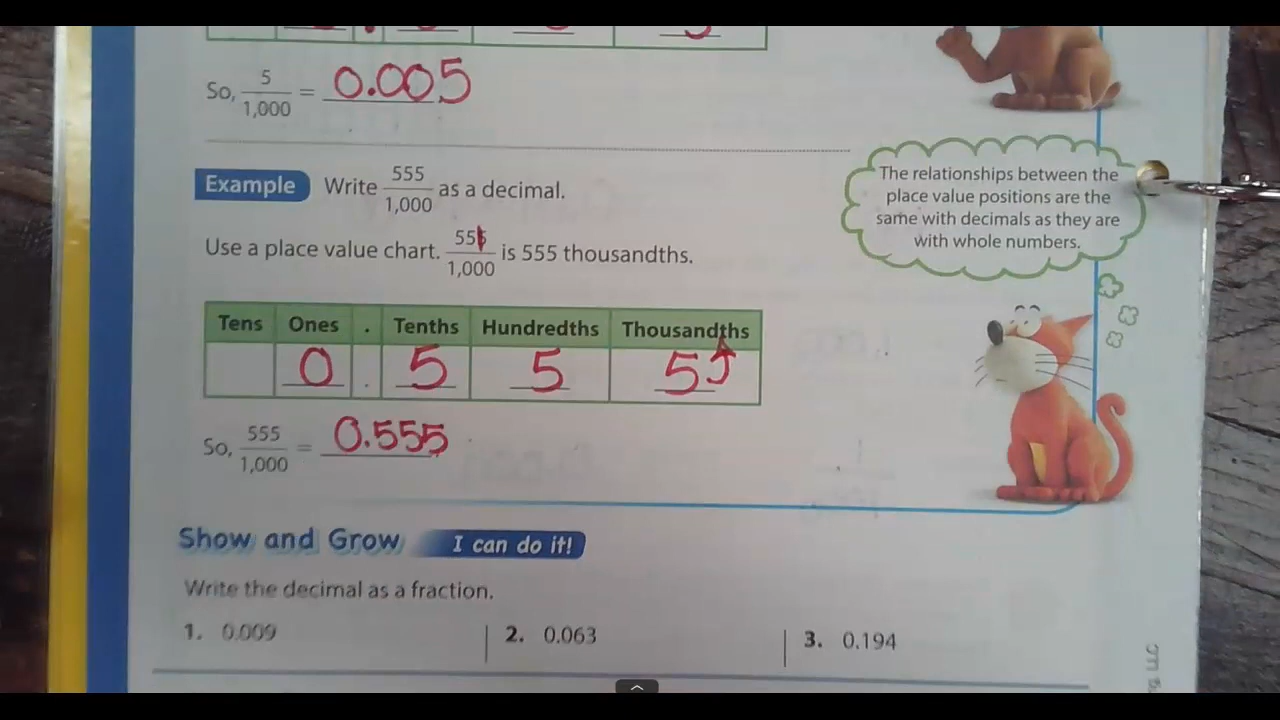 So, 5/1,000 = 0.005
Example Write 555/1,000 as a decimal.
Use a place value chart. 555/1,000 is 555 thousandths.
Tens Ones . Tenths Hundredths Thousandths
0 . 5 5 5
So, 555/1,000 = 0.555
The relationships between the
place value positions are the
same with decimals as they are
with whole numbers.
Show and Grow I can do it!
Write the decimal as a fraction.
1. 0.009 2. 0.063 3. 0.194